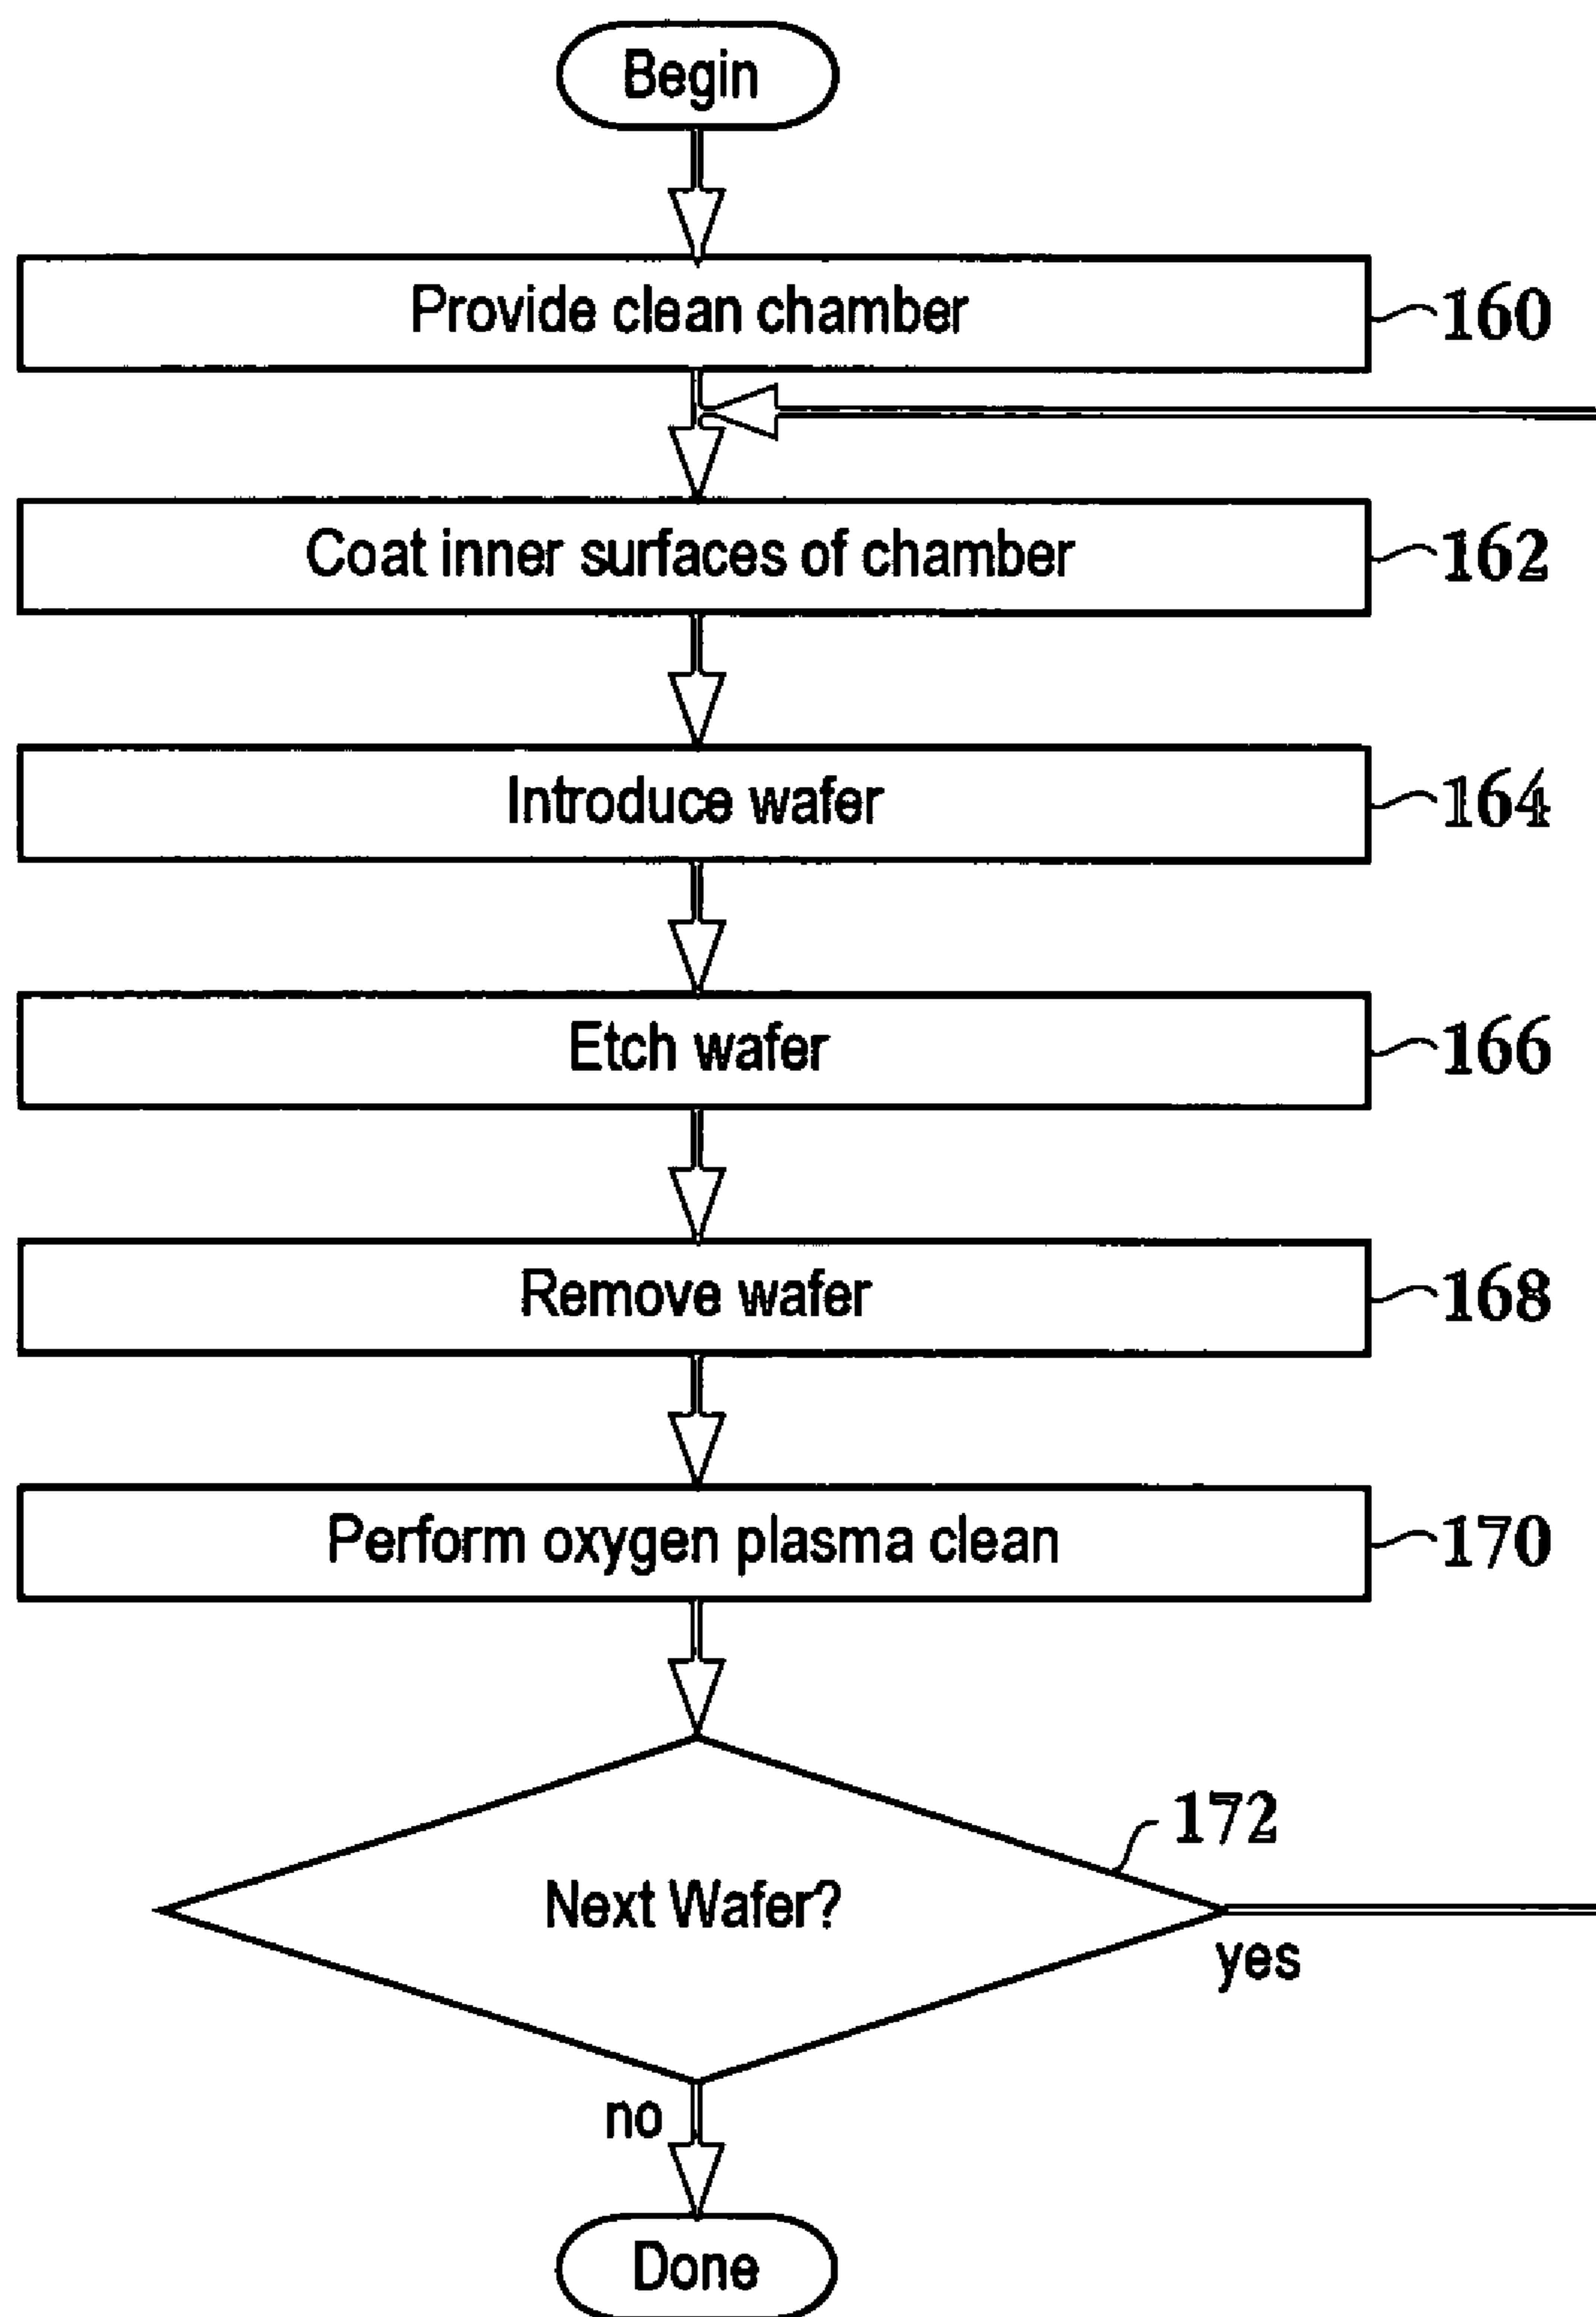 Begin
Provide clean chamber
160
Coat inner surfaces of chamber
162
Introduce wafer
164
Etch wafer
166
Remove wafer
168
Perform oxygen plasma clean
170
172
Next Wafer?
yes
no
Done